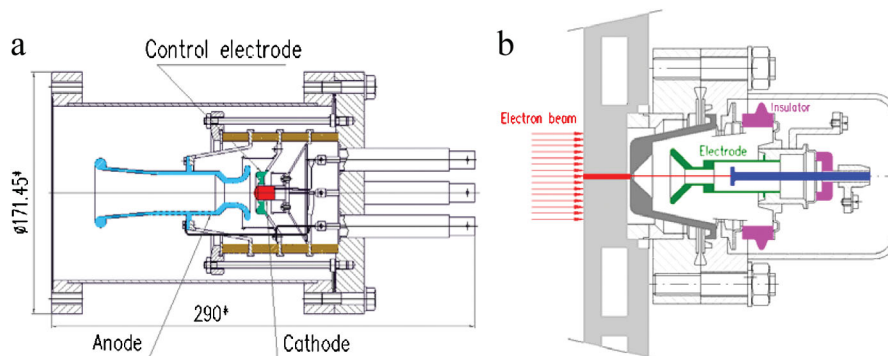 a
Control electrode
ø171.45*
290*
Anode
Cathode
b
Electron beam
Insulator
Electrode